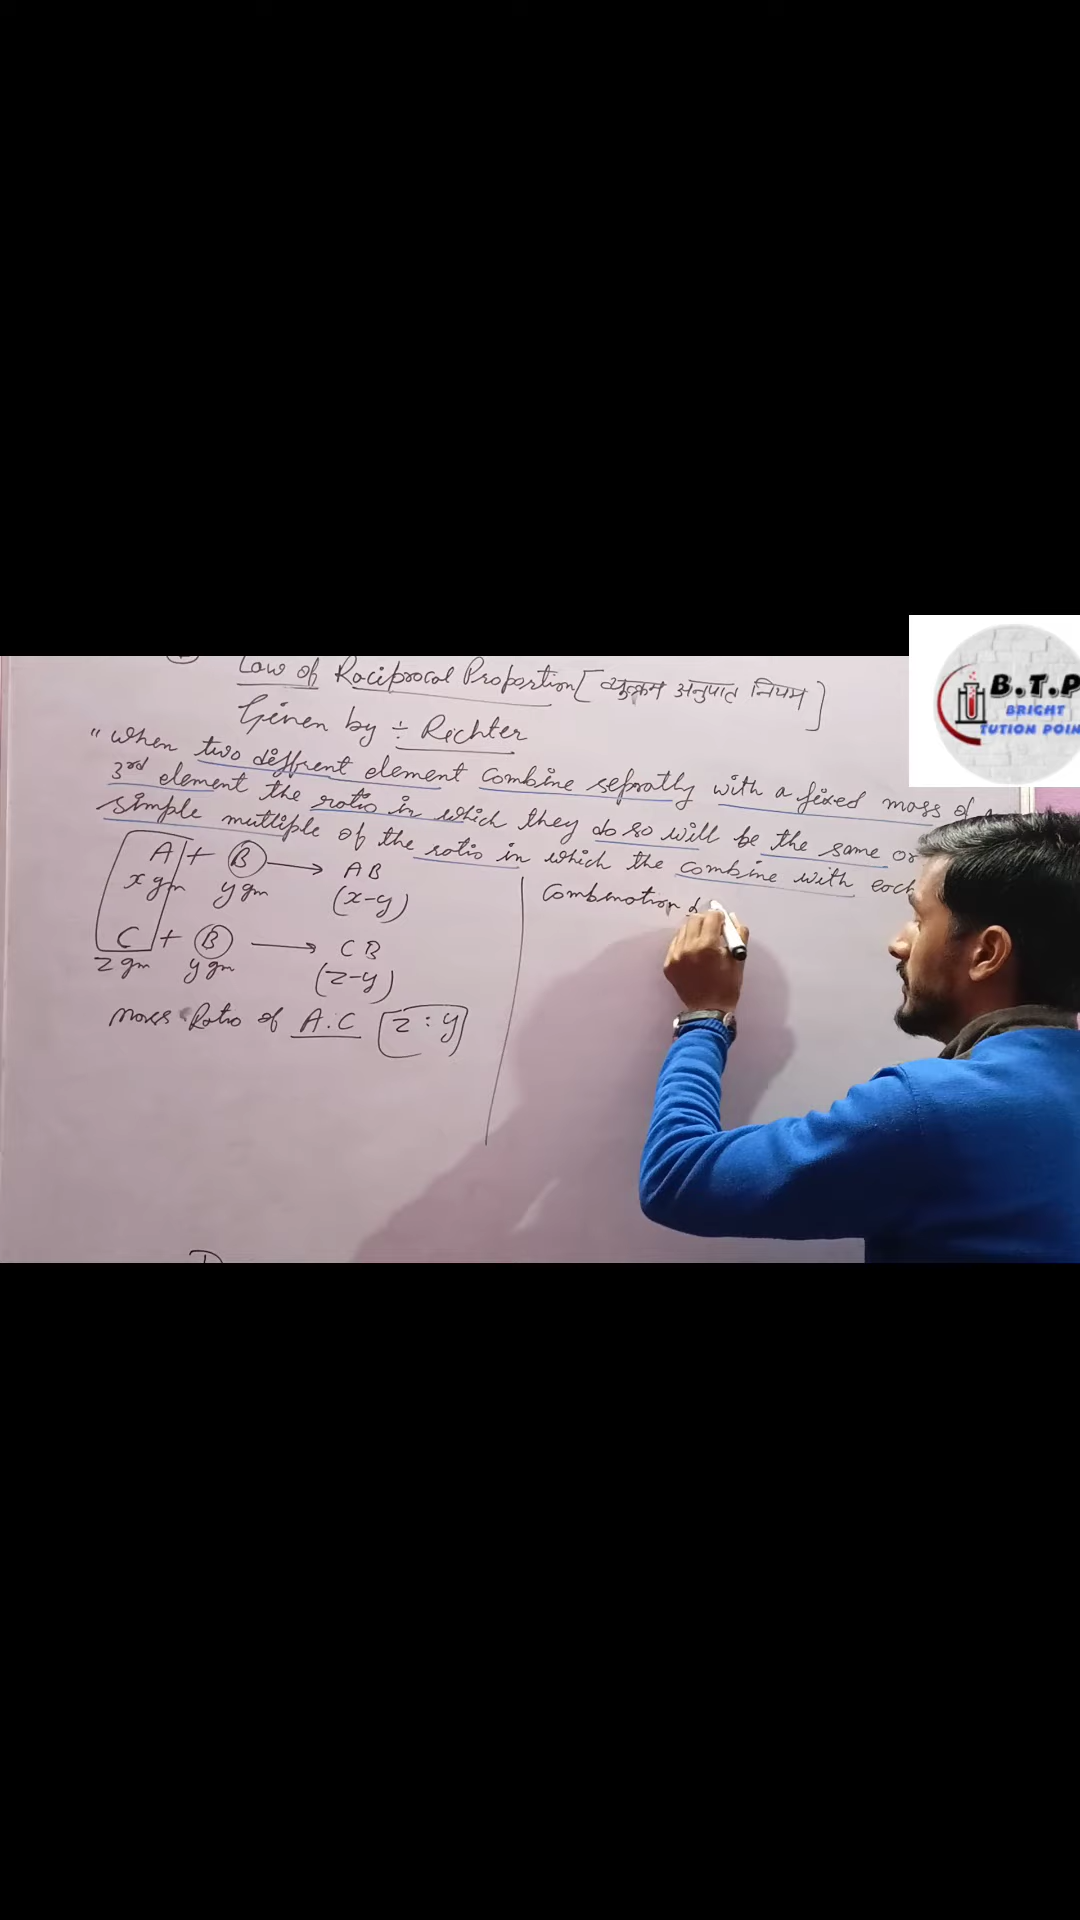 Law of Raciprocal Proportion [ व्युत्क्रम अनुपात नियम ]
Given by ÷ Rechter
"when two diffrent element combine sepratly with a fixed mass of
3rd element the ratio in which they do so will be the same or
simple multiple of the ratio in which the combine with each
A + B → AB
x gm y gm (x-y)
C + B → CB
z gm y gm (z-y)
Mass Ratio of A.C [z : y]
Combination
B.T.P
BRIGHT
TUTION POIN